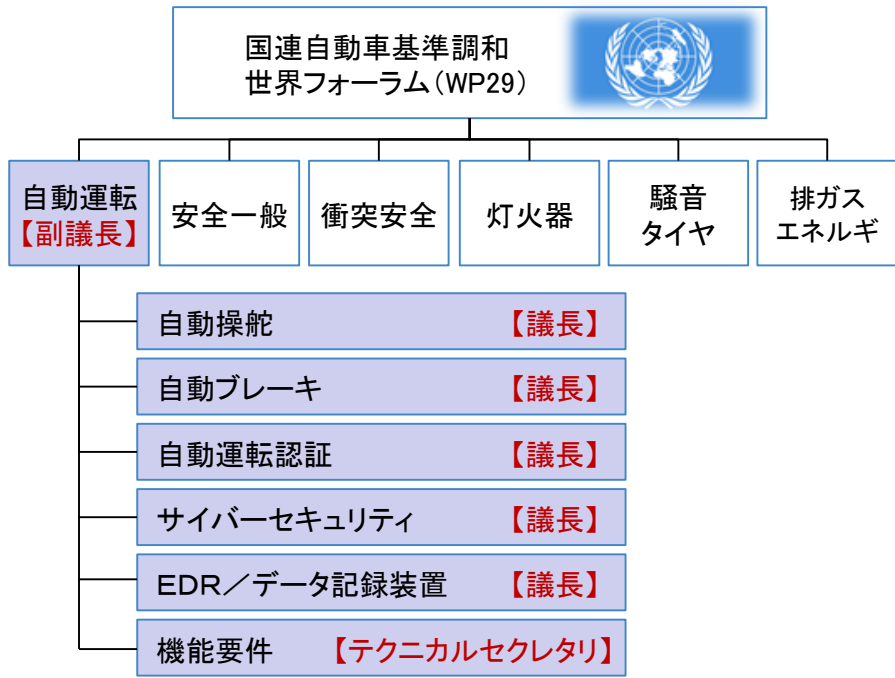 国連自動車基準調和
世界フォーラム(WP29)
自動運転
【副議長】
安全一般
衝突安全
灯火器
騒音
タイヤ
排ガス
エネルギ
自動操舵 【議長】
自動ブレーキ 【議長】
自動運転認証 【議長】
サイバーセキュリティ 【議長】
EDR/データ記録装置 【議長】
機能要件 【テクニカルセクレタリ】